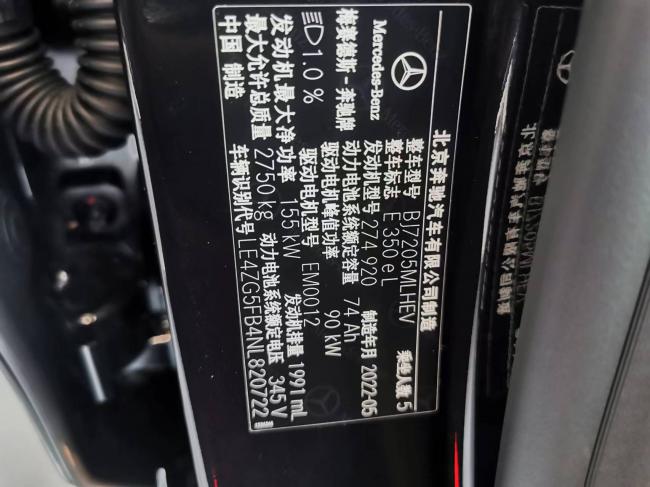 北京奔驰汽车有限公司制造
Mercedes-Benz
梅赛德斯-奔驰牌
1.0 %
整车型号 BJ7205MLHEV 乘坐人数 5
整车标志 E 350 e L 制造年月 2022-05
发动机型号 274 920
动力电池系统额定容量 74 Ah
驱动电机峰值功率 90 kW
驱动电机型号 EM0012
发动机最大净功率 155 kW 发动机排量 1991 mL
最大允许总质量 2750 kg 动力电池系统额定电压 345 V
中国 制造 车辆识别代号 LE4ZG5FB4NL820722